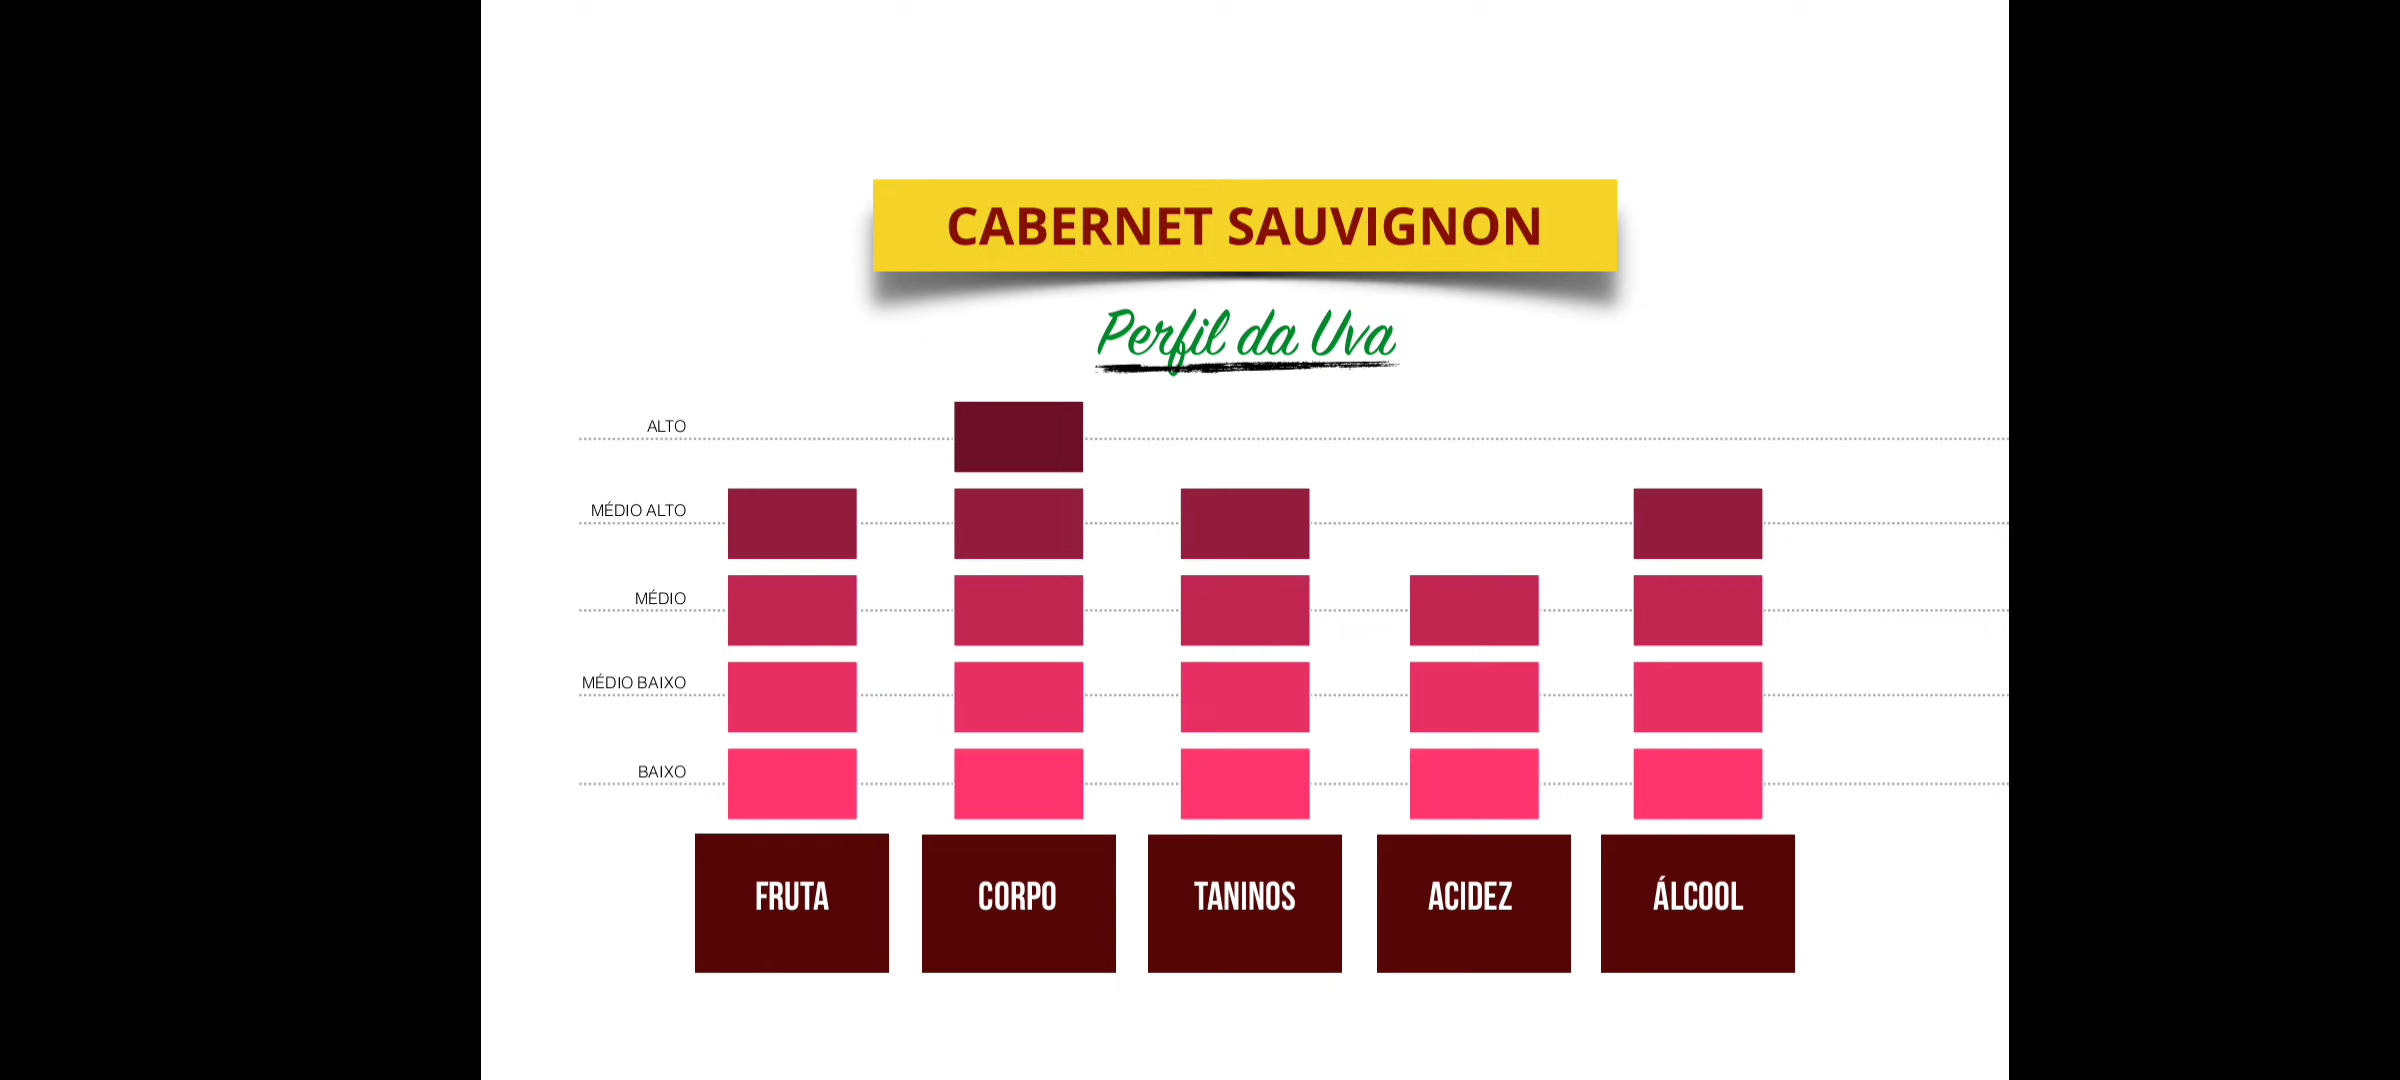 CABERNET SAUVIGNON
Perfil da Uva
ALTO
MÉDIO ALTO
MÉDIO
MÉDIO BAIXO
BAIXO
FRUTA
CORPO
TANINOS
ACIDEZ
ÁLCOOL